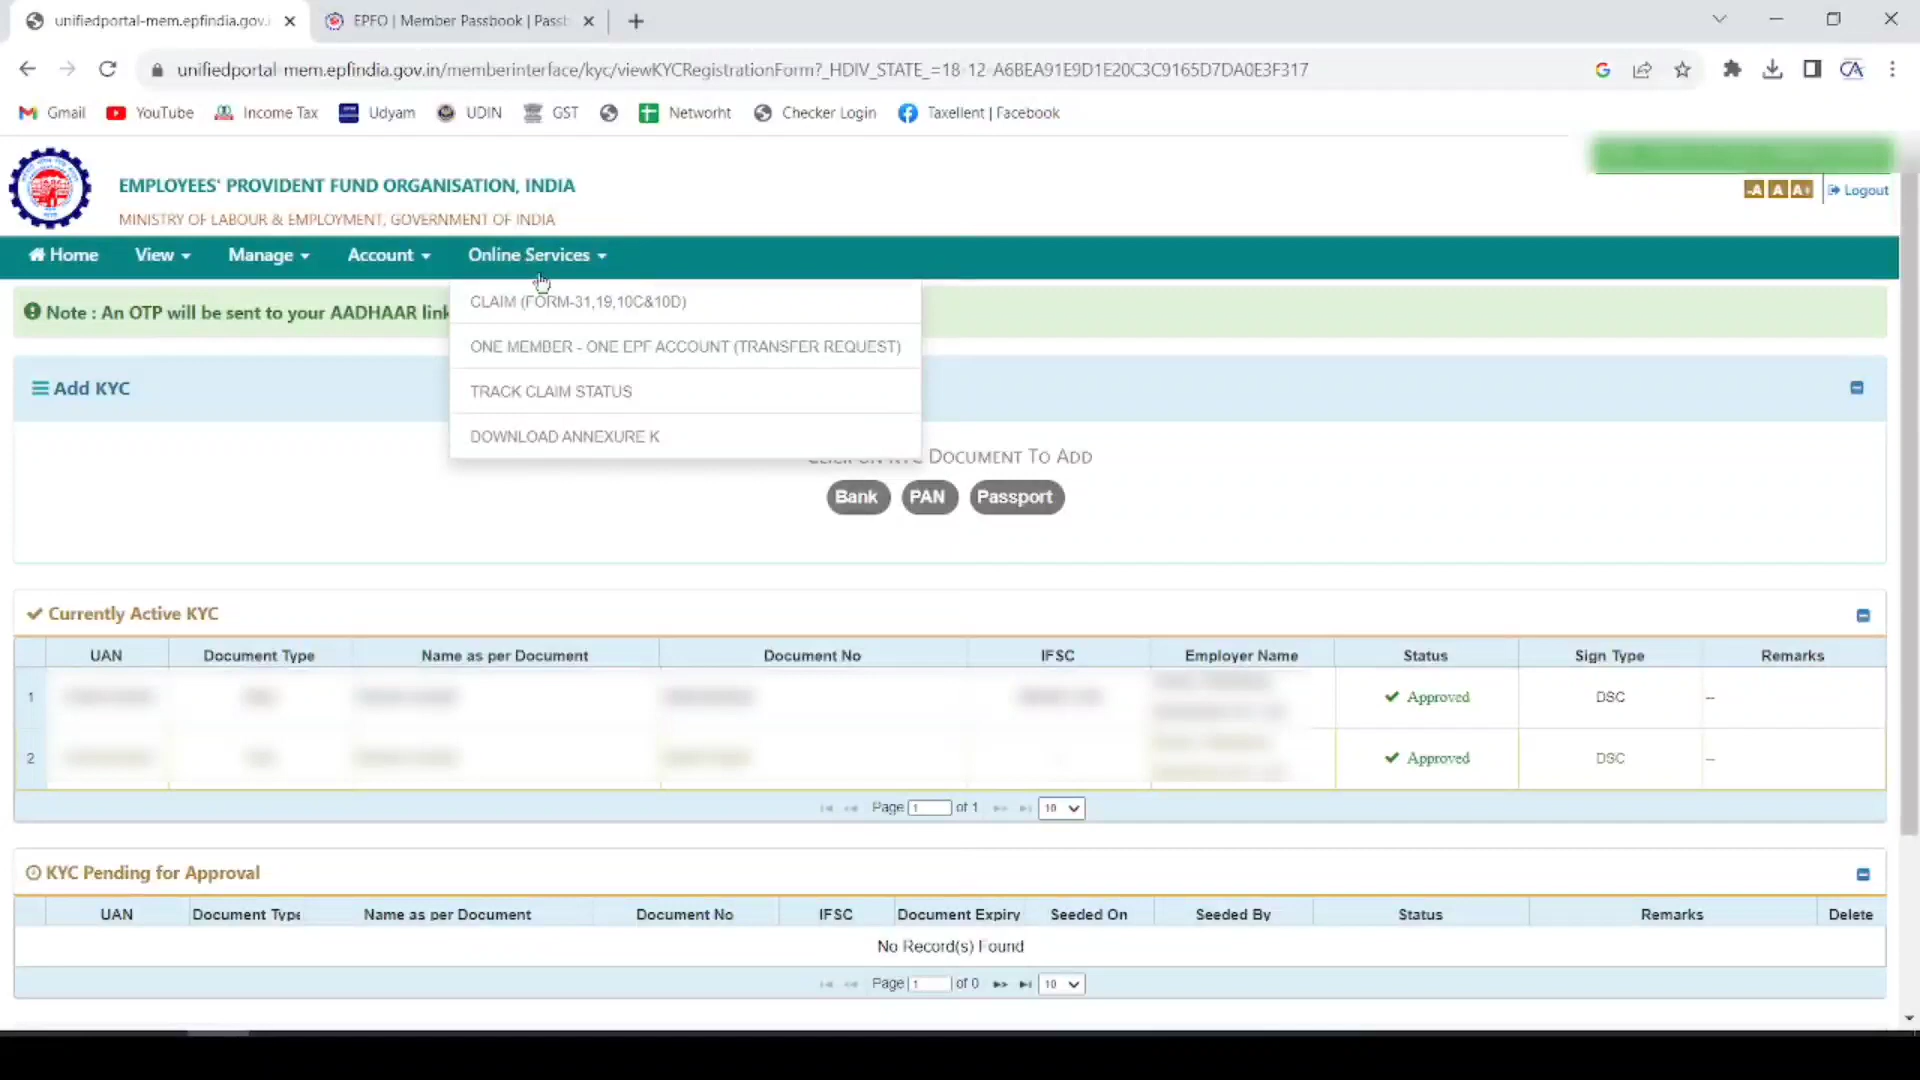 unifiedportal-mem.epfindia.gov.i
EPFO | Member Passbook | Passb
unifiedportal-mem.epfindia.gov.in/memberinterface/kyc/viewKYCRegistrationForm?_HDIV_STATE_=18-12-A6BEA91E9D1E20C3C9165D7DA0E3F317
Gmail YouTube Income Tax Udyam UDIN GST Networht Checker Login Taxellent | Facebook
EMPLOYEES' PROVIDENT FUND ORGANISATION, INDIA
-A A A+ Logout
MINISTRY OF LABOUR & EMPLOYMENT, GOVERNMENT OF INDIA
Home View Manage Account Online Services
CLAIM (FORM-31,19,10C&10D)
Note : An OTP will be sent to your AADHAAR link
ONE MEMBER - ONE EPF ACCOUNT (TRANSFER REQUEST)
Add KYC
TRACK CLAIM STATUS
DOWNLOAD ANNEXURE K
DOCUMENT TO ADD
Bank PAN Passport
Currently Active KYC
UAN Document Type Name as per Document Document No IFSC Employer Name Status Sign Type Remarks
1 Approved DSC --
2 Approved DSC --
Page 1 of 1 10
KYC Pending for Approval
UAN Document Type Name as per Document Document No IFSC Document Expiry Seeded On Seeded By Status Remarks Delete
No Record(s) Found
Page 1 of 0 10